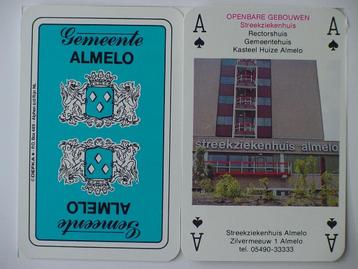 Gemeente
ALMELO
ALMELO
Gemeente
A
A
OPENBARE GEBOUWEN
Streekziekenhuis
Rectorshuis
Gemeentehuis
Kasteel Huize Almelo
streekziekenhuis almelo
Streekziekenhuis Almelo
Zilvermeeuw 1 Almelo
tel. 05490-33333
A
A